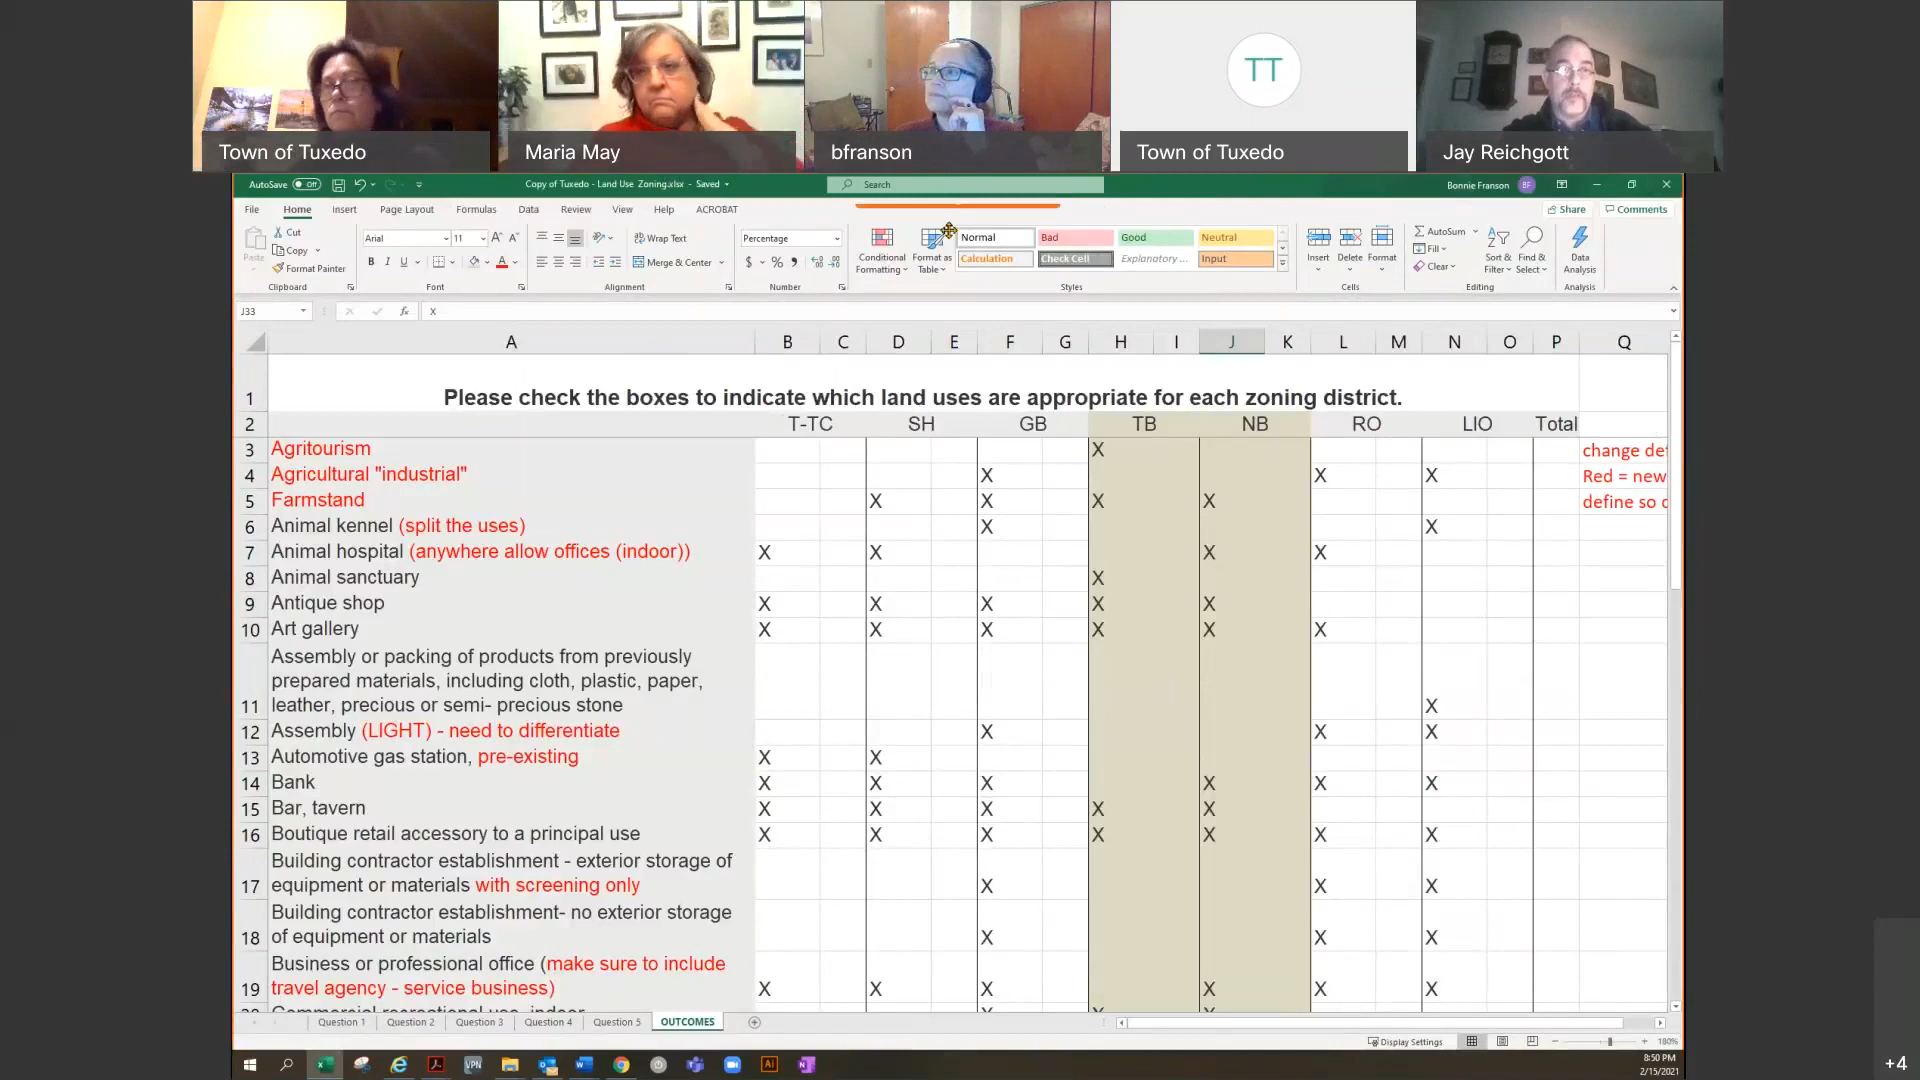 TT
Town of Tuxedo
Maria May
bfranson
Town of Tuxedo
Jay Reichgott
AutoSave Off
Copy of Tuxedo - Land Use Zoning.xlsx - Saved
Search
Bonnie Franson BF
File Home Insert Page Layout Formulas Data Review View Help ACROBAT
Share Comments
Paste
Cut
Copy
Format Painter
Clipboard
Arial 11
B I U
Font
Wrap Text
Merge & Center
Alignment
Percentage
$ % 9
Number
Conditional Formatting
Format as Table
Normal Bad Good Neutral
Calculation Check Cell Explanatory ... Input
Styles
Insert Delete Format
Cells
AutoSum
Fill
Clear
Sort & Filter
Find & Select
Editing
Data Analysis
Analysis
J33 fx X
A B C D E F G H I J K L M N O P Q
1 Please check the boxes to indicate which land uses are appropriate for each zoning district.
2 T-TC SH GB TB NB RO LIO Total
3 Agritourism X change def
4 Agricultural "industrial" X X X Red = new
5 Farmstand X X X X define so
6 Animal kennel (split the uses) X X
7 Animal hospital (anywhere allow offices (indoor)) X X X X
8 Animal sanctuary X
9 Antique shop X X X X X
10 Art gallery X X X X X X
Assembly or packing of products from previously
prepared materials, including cloth, plastic, paper,
11 leather, precious or semi- precious stone X
12 Assembly (LIGHT) - need to differentiate X X X
13 Automotive gas station, pre-existing X X
14 Bank X X X X X X
15 Bar, tavern X X X X X
16 Boutique retail accessory to a principal use X X X X X X X
Building contractor establishment - exterior storage of
17 equipment or materials with screening only X X X
Building contractor establishment- no exterior storage
18 of equipment or materials X X X
Business or professional office (make sure to include
19 travel agency - service business) X X X X X X
20 Commercial recreational use, indoor X X X
Question 1 Question 2 Question 3 Question 4 Question 5 OUTCOMES
Display Settings 180%
VPN
8:50 PM
2/15/2021
+4